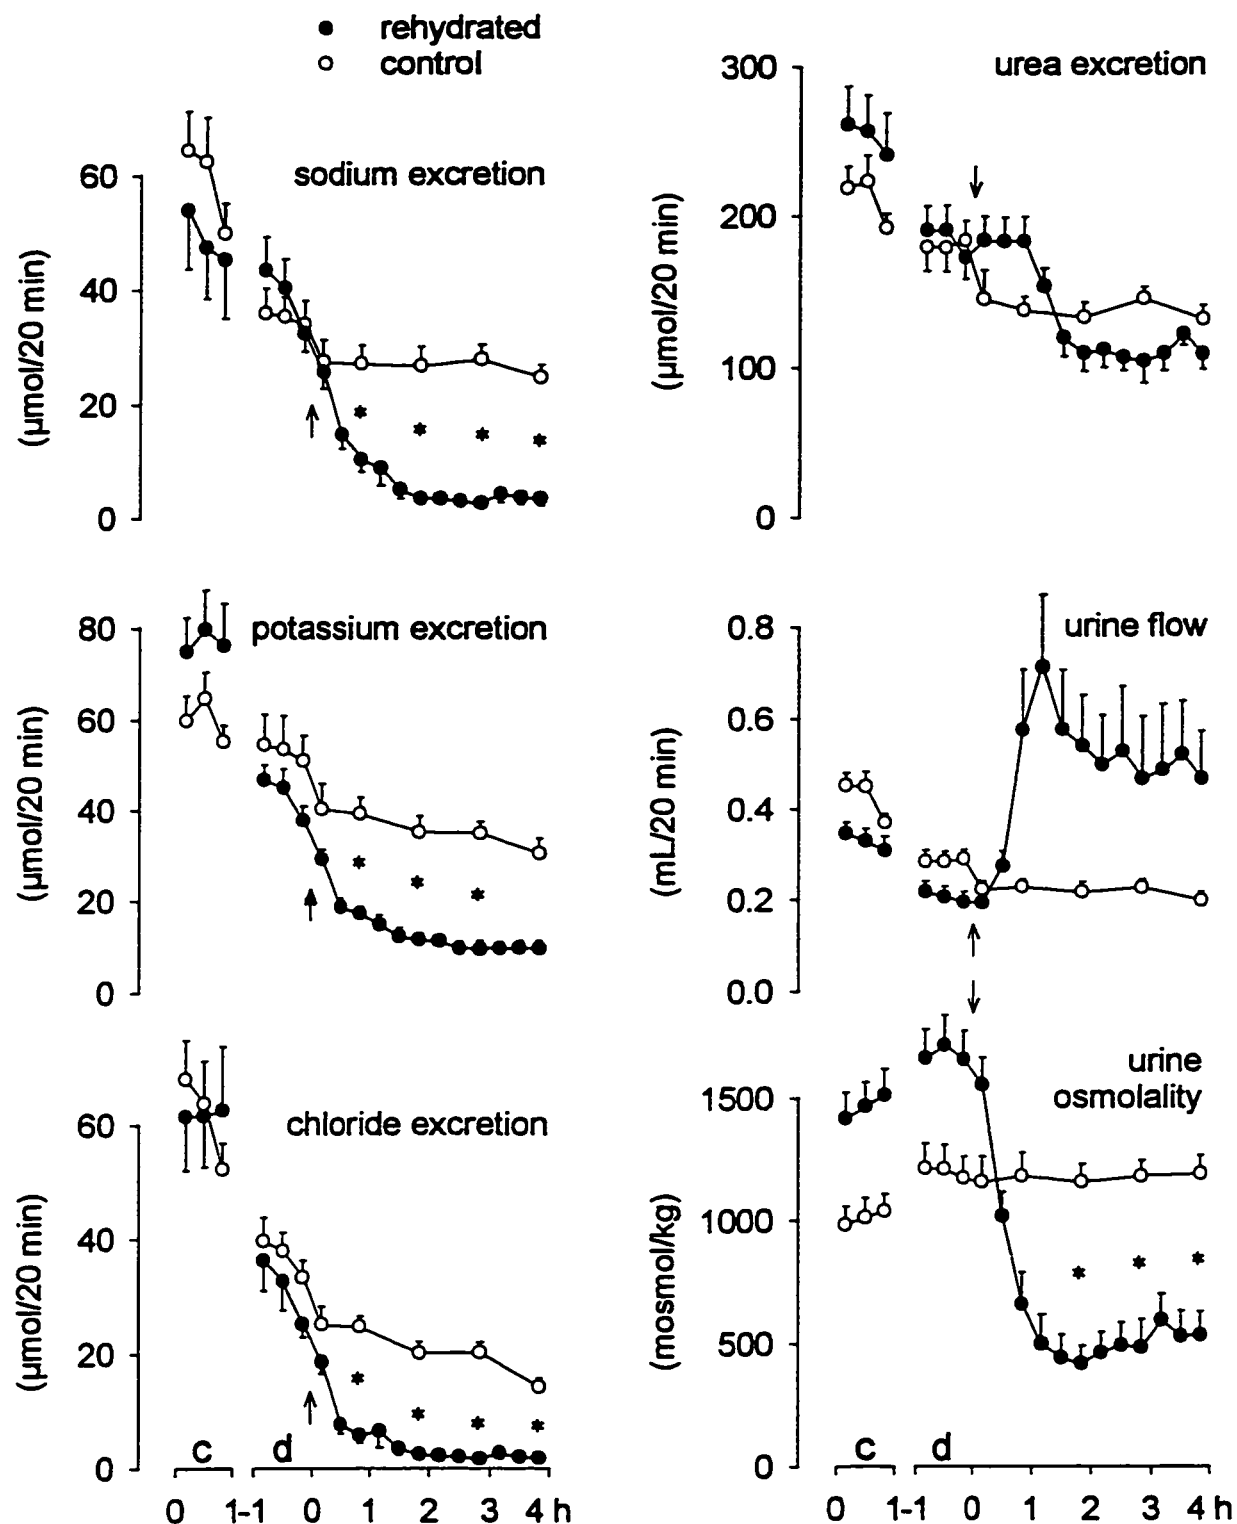 rehydrated
control
sodium excretion
(µmol/20 min)
60
40
20
0
* * * *
potassium excretion
(µmol/20 min)
80
60
40
20
0
* * *
chloride excretion
(µmol/20 min)
60
40
20
0
* * * *
c d
0 1-1 0 1 2 3 4 h
urea excretion
(µmol/20 min)
300
200
100
0
urine flow
(mL/20 min)
0.8
0.6
0.4
0.2
0.0
urine
osmolality
(mosmol/kg)
1500
1000
500
0
* * *
c d
0 1-1 0 1 2 3 4 h